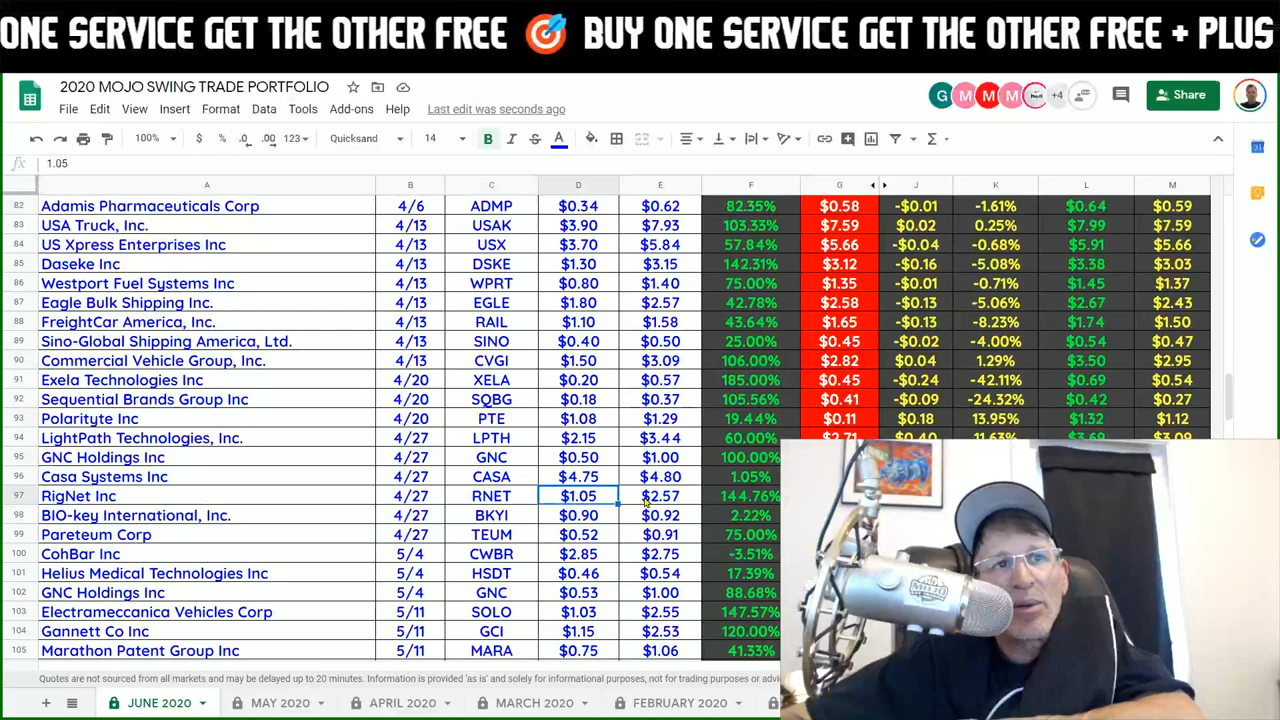 ONE SERVICE GET THE OTHER FREE 🎯 BUY ONE SERVICE GET THE OTHER FREE + PLUS
2020 MOJO SWING TRADE PORTFOLIO
G M M M +4 Share
File Edit View Insert Format Data Tools Add-ons Help Last edit was seconds ago
100% $ % .0 .00 123 Quicksand 14 B I S A
fx 1.05
A B C D E F G J K L M
82 Adamis Pharmaceuticals Corp 4/6 ADMP $0.34 $0.62 82.35% $0.58 -$0.01 -1.61% $0.64 $0.59
83 USA Truck, Inc. 4/13 USAK $3.90 $7.93 103.33% $7.59 $0.02 0.25% $7.99 $7.59
84 US Xpress Enterprises Inc 4/13 USX $3.70 $5.84 57.84% $5.66 -$0.04 -0.68% $5.91 $5.66
85 Daseke Inc 4/13 DSKE $1.30 $3.15 142.31% $3.12 -$0.16 -5.08% $3.38 $3.03
86 Westport Fuel Systems Inc 4/13 WPRT $0.80 $1.40 75.00% $1.35 -$0.01 -0.71% $1.45 $1.37
87 Eagle Bulk Shipping Inc. 4/13 EGLE $1.80 $2.57 42.78% $2.58 -$0.13 -5.06% $2.67 $2.43
88 FreightCar America, Inc. 4/13 RAIL $1.10 $1.58 43.64% $1.65 -$0.13 -8.23% $1.74 $1.50
89 Sino-Global Shipping America, Ltd. 4/13 SINO $0.40 $0.50 25.00% $0.45 -$0.02 -4.00% $0.54 $0.47
90 Commercial Vehicle Group, Inc. 4/13 CVGI $1.50 $3.09 106.00% $2.82 $0.04 1.29% $3.50 $2.95
91 Exela Technologies Inc 4/20 XELA $0.20 $0.57 185.00% $0.45 -$0.24 -42.11% $0.69 $0.54
92 Sequential Brands Group Inc 4/20 SQBG $0.18 $0.37 105.56% $0.41 -$0.09 -24.32% $0.42 $0.27
93 Polarityte Inc 4/20 PTE $1.08 $1.29 19.44% $0.11 $0.18 13.95% $1.32 $1.12
94 LightPath Technologies, Inc. 4/27 LPTH $2.15 $3.44 60.00% $2.71 $0.40 11.63% $3.69 $3.09
95 GNC Holdings Inc 4/27 GNC $0.50 $1.00 100.00%
96 Casa Systems Inc 4/27 CASA $4.75 $4.80 1.05%
97 RigNet Inc 4/27 RNET $1.05 $2.57 144.76%
98 BIO-key International, Inc. 4/27 BKYI $0.90 $0.92 2.22%
99 Pareteum Corp 4/27 TEUM $0.52 $0.91 75.00%
100 CohBar Inc 5/4 CWBR $2.85 $2.75 -3.51%
101 Helius Medical Technologies Inc 5/4 HSDT $0.46 $0.54 17.39%
102 GNC Holdings Inc 5/4 GNC $0.53 $1.00 88.68%
103 Electrameccanica Vehicles Corp 5/11 SOLO $1.03 $2.55 147.57%
104 Gannett Co Inc 5/11 GCI $1.15 $2.53 120.00%
105 Marathon Patent Group Inc 5/11 MARA $0.75 $1.06 41.33%
Quotes are not sourced from all markets and may be delayed up to 20 minutes. Information is provided 'as is' and solely for informational purposes, not for trading purposes or advi
JUNE 2020 MAY 2020 APRIL 2020 MARCH 2020 FEBRUARY 2020
MOJO